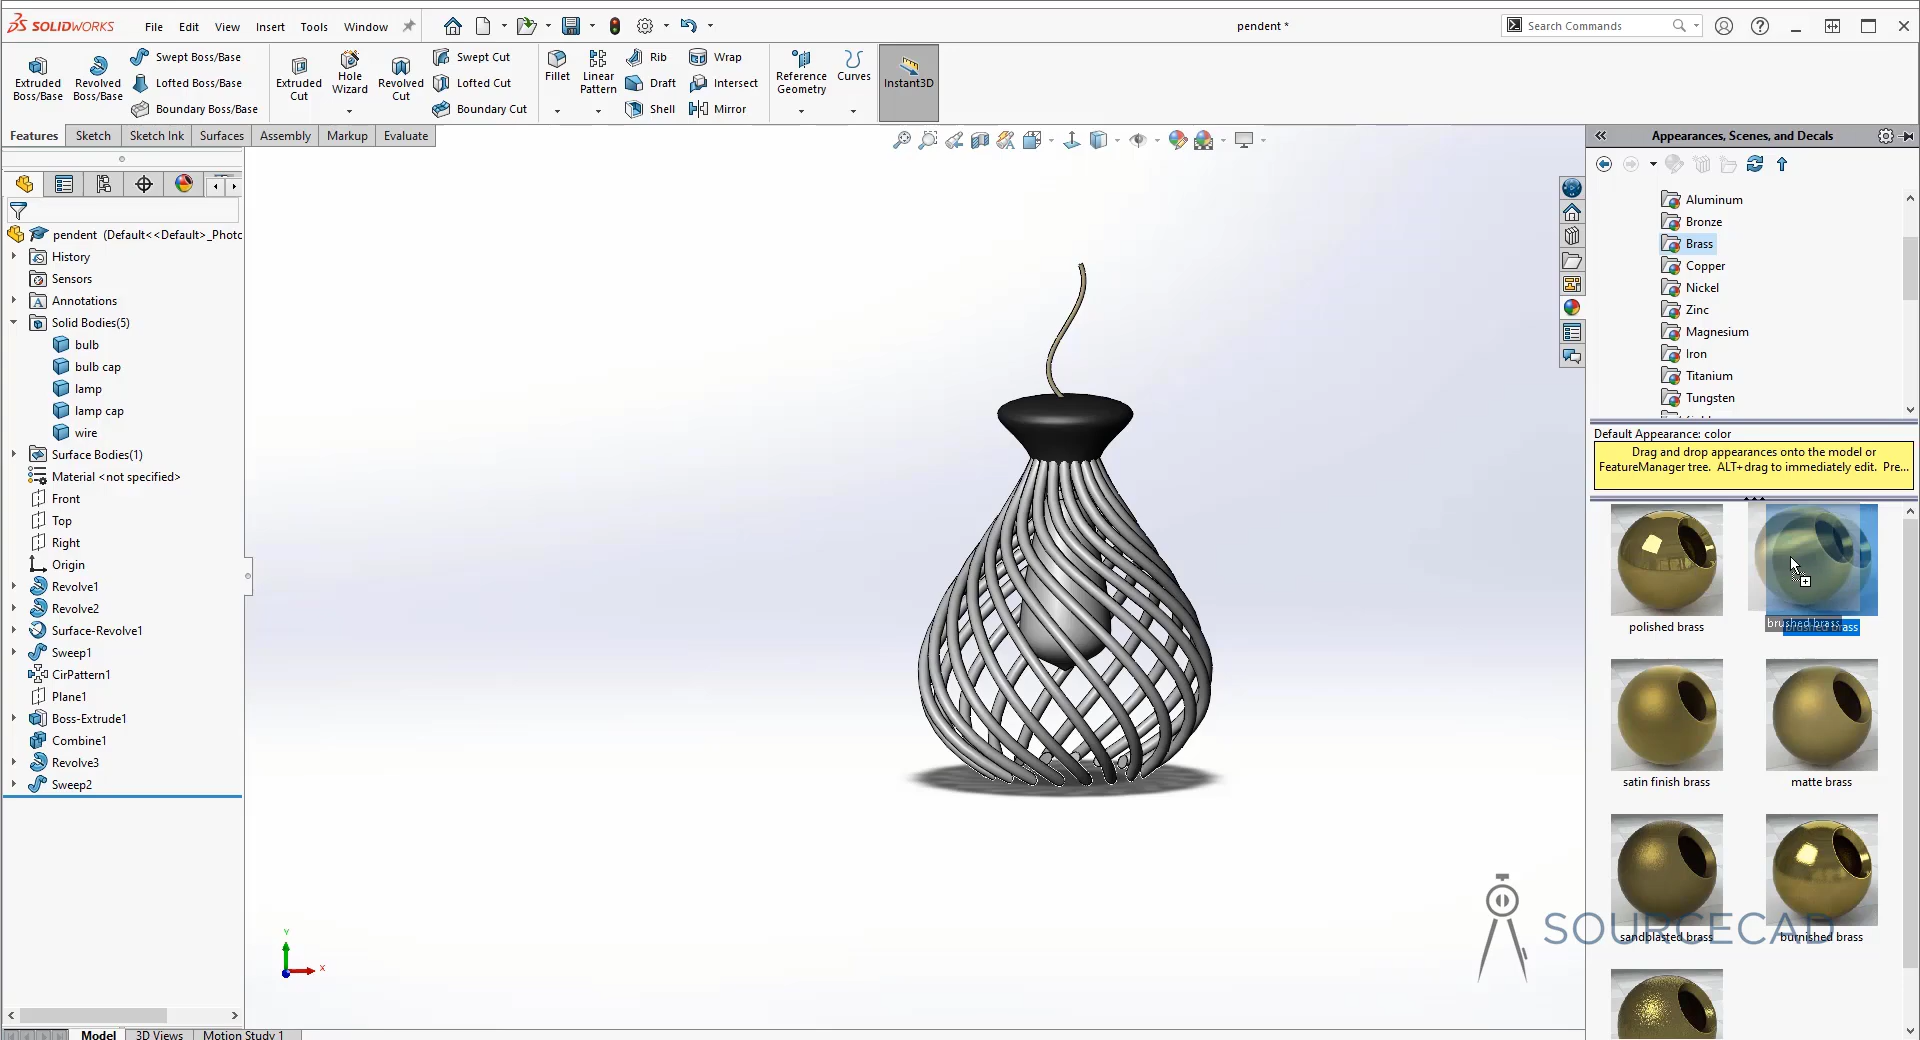 SOLIDWORKS
File Edit View Insert Tools Window
pendent *
Search Commands
Extruded Boss/Base
Revolved Boss/Base
Swept Boss/Base
Lofted Boss/Base
Boundary Boss/Base
Extruded Cut
Hole Wizard
Revolved Cut
Swept Cut
Lofted Cut
Boundary Cut
Fillet
Linear Pattern
Rib
Draft
Shell
Wrap
Intersect
Mirror
Reference Geometry
Curves
Instant3D
Features Sketch Sketch Ink Surfaces Assembly Markup Evaluate
pendent (Default<<Default>_Photo
History
Sensors
Annotations
Solid Bodies(5)
bulb
bulb cap
lamp
lamp cap
wire
Surface Bodies(1)
Material <not specified>
Front
Top
Right
Origin
Revolve1
Revolve2
Surface-Revolve1
Sweep1
CirPattern1
Plane1
Boss-Extrude1
Combine1
Revolve3
Sweep2
Y
X
Model 3D Views Motion Study 1
Appearances, Scenes, and Decals
Aluminum
Bronze
Brass
Copper
Nickel
Zinc
Magnesium
Iron
Titanium
Tungsten
Default Appearance: color
Drag and drop appearances onto the model or
FeatureManager tree. ALT+drag to immediately edit. Pre...
polished brass
brushed brass
brushed brass
satin finish brass
matte brass
sandblasted brass
burnished brass
SOURCECAD